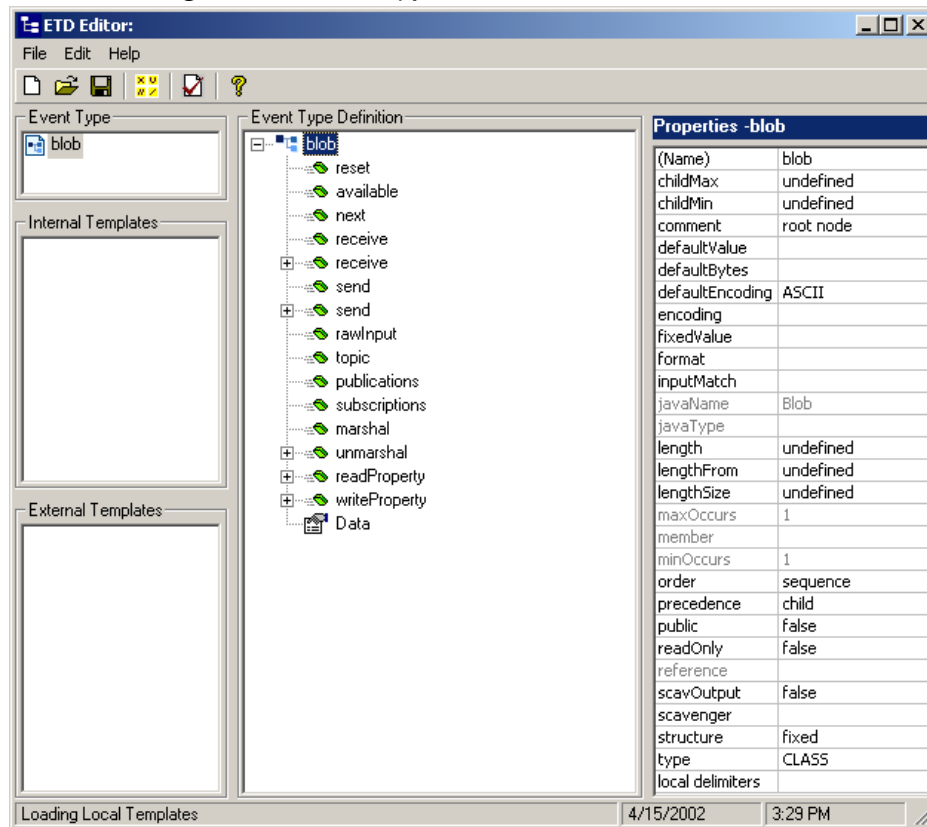 ETD Editor:
File Edit Help
Event Type
blob
Internal Templates
External Templates
Event Type Definition
blob
reset
available
next
receive
receive
send
send
rawInput
topic
publications
subscriptions
marshal
unmarshal
readProperty
writeProperty
Data
Properties -blob
(Name) blob
childMax undefined
childMin undefined
comment root node
defaultValue
defaultBytes
defaultEncoding ASCII
encoding
fixedValue
format
inputMatch
javaName Blob
javaType
length undefined
lengthFrom undefined
lengthSize undefined
maxOccurs 1
member
minOccurs 1
order sequence
precedence child
public false
readOnly false
reference
scavOutput false
scavenger
structure fixed
type CLASS
local delimiters
Loading Local Templates 4/15/2002 3:29 PM